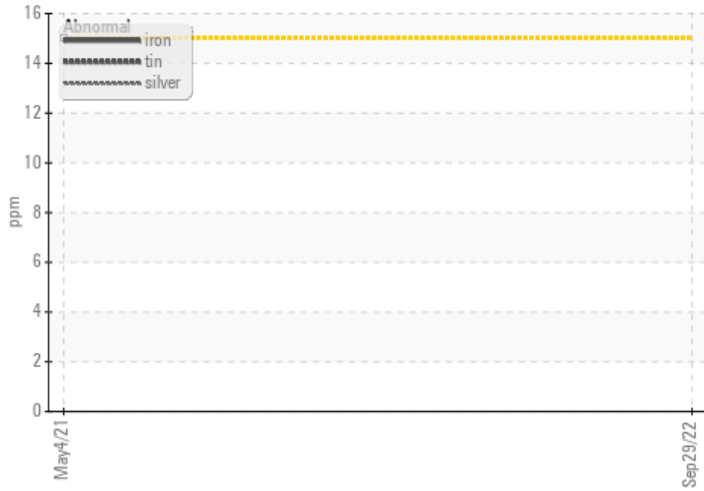 16
14
12
10
8
6
4
2
0
ppm
Abnormal
iron
tin
silver
May4/21
Sep29/22